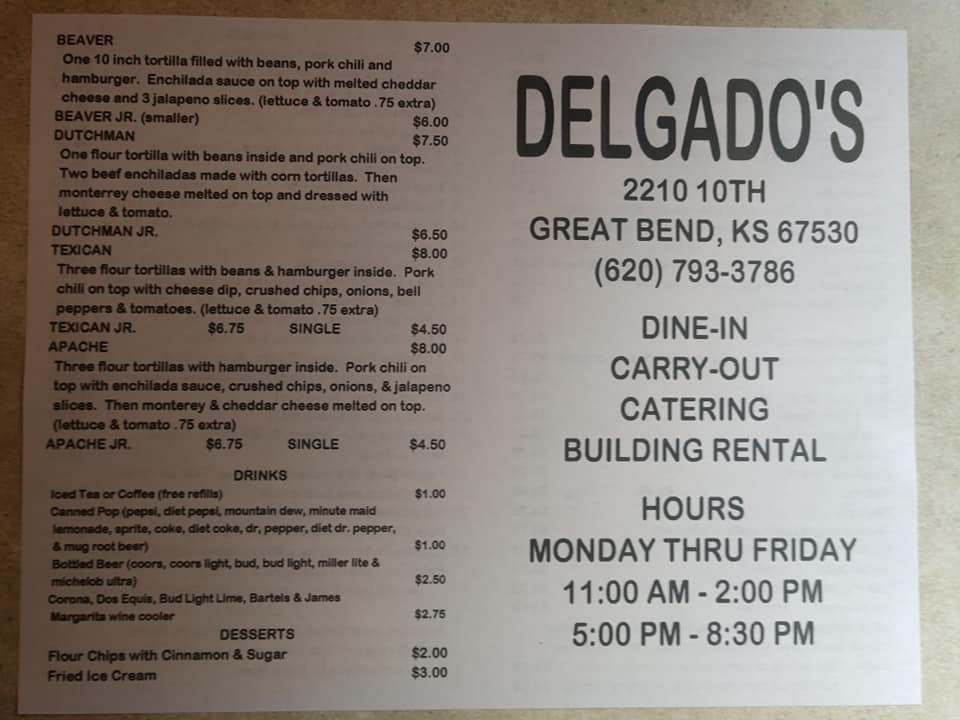 BEAVER $7.00
One 10 inch tortilla filled with beans, pork chili and
hamburger. Enchilada sauce on top with melted cheddar
cheese and 3 jalapeno slices. (lettuce & tomato .75 extra)
BEAVER JR. (smaller) $6.00
DUTCHMAN $7.50
One flour tortilla with beans inside and pork chili on top.
Two beef enchiladas made with corn tortillas. Then
monterrey cheese melted on top and dressed with
lettuce & tomato.
DUTCHMAN JR. $6.50
TEXICAN $8.00
Three flour tortillas with beans & hamburger inside. Pork
chili on top with cheese dip, crushed chips, onions, bell
peppers & tomatoes. (lettuce & tomato .75 extra)
TEXICAN JR. $6.75 SINGLE $4.50
APACHE $8.00
Three flour tortillas with hamburger inside. Pork chili on
top with enchilada sauce, crushed chips, onions, & jalapeno
slices. Then monterey & cheddar cheese melted on top.
(lettuce & tomato .75 extra)
APACHE JR. $6.75 SINGLE $4.50
DRINKS
Iced Tea or Coffee (free refills) $1.00
Canned Pop (pepsi, diet pepsi, mountain dew, minute maid
lemonade, sprite, coke, diet coke, dr, pepper, diet dr. pepper,
& mug root beer) $1.00
Bottled Beer (coors, coors light, bud, bud light, miller lite &
michelob ultra) $2.50
Corona, Dos Equis, Bud Light Lime, Bartels & James
Margarita wine cooler $2.75
DESSERTS
Flour Chips with Cinnamon & Sugar $2.00
Fried Ice Cream $3.00
DELGADO'S
2210 10TH
GREAT BEND, KS 67530
(620) 793-3786
DINE-IN
CARRY-OUT
CATERING
BUILDING RENTAL
HOURS
MONDAY THRU FRIDAY
11:00 AM - 2:00 PM
5:00 PM - 8:30 PM